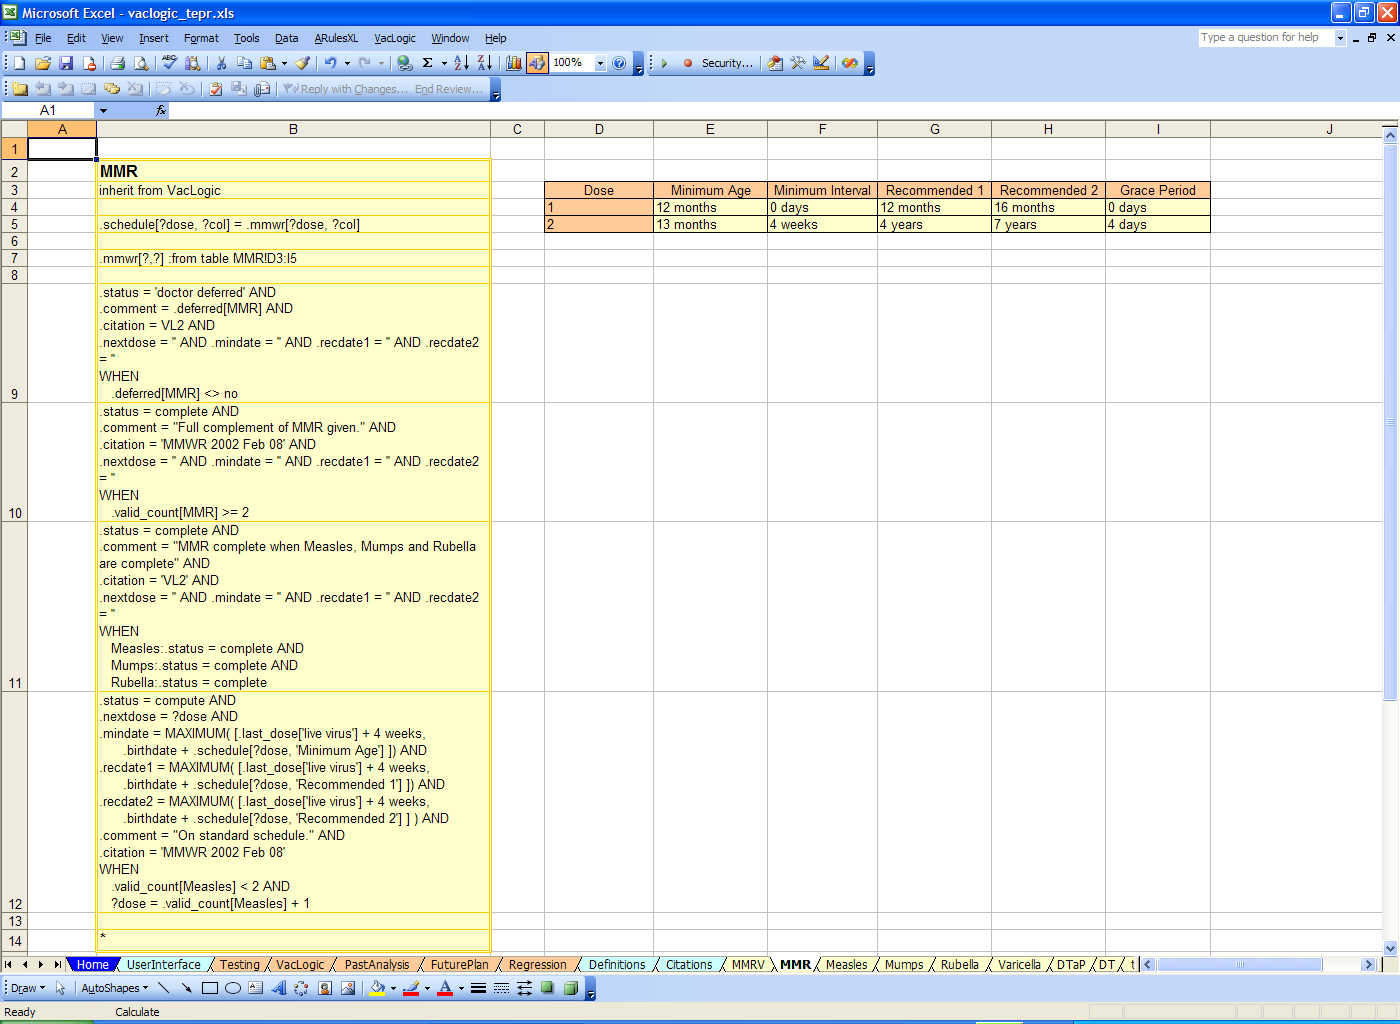 Microsoft Excel - vaclogic_tepr.xls
File Edit View Insert Format Tools Data ARulesXL VacLogic Window Help
Type a question for help
100%
Security...
Reply with Changes... End Review...
A1
fx
A B C D E F G H I J
1
2 MMR
3 inherit from VacLogic Dose Minimum Age Minimum Interval Recommended 1 Recommended 2 Grace Period
4 1 12 months 0 days 12 months 16 months 0 days
5 .schedule[?dose, ?col] = .mmwr[?dose, ?col] 2 13 months 4 weeks 4 years 7 years 4 days
6
7 .mmwr[?,?] :from table MMR!D3:I5
8
.status = 'doctor deferred' AND
.comment = .deferred[MMR] AND
.citation = VL2 AND
.nextdose = '' AND .mindate = '' AND .recdate1 = '' AND .recdate2
= ''
WHEN
9 .deferred[MMR] <> no
.status = complete AND
.comment = "Full complement of MMR given." AND
.citation = 'MMWR 2002 Feb 08' AND
.nextdose = '' AND .mindate = '' AND .recdate1 = '' AND .recdate2
= ''
WHEN
10 .valid_count[MMR] >= 2
.status = complete AND
.comment = "MMR complete when Measles, Mumps and Rubella
are complete" AND
.citation = 'VL2' AND
.nextdose = '' AND .mindate = '' AND .recdate1 = '' AND .recdate2
= ''
WHEN
Measles:.status = complete AND
Mumps:.status = complete AND
11 Rubella:.status = complete
.status = compute AND
.nextdose = ?dose AND
.mindate = MAXIMUM( [.last_dose['live virus'] + 4 weeks,
.birthdate + .schedule[?dose, 'Minimum Age'] ]) AND
.recdate1 = MAXIMUM( [.last_dose['live virus'] + 4 weeks,
.birthdate + .schedule[?dose, 'Recommended 1'] ]) AND
.recdate2 = MAXIMUM( [.last_dose['live virus'] + 4 weeks,
.birthdate + .schedule[?dose, 'Recommended 2'] ] ) AND
.comment = "On standard schedule." AND
.citation = 'MMWR 2002 Feb 08'
WHEN
.valid_count[Measles] < 2 AND
12 ?dose = .valid_count[Measles] + 1
13
14 *
Home UserInterface Testing VacLogic PastAnalysis FuturePlan Regression Definitions Citations MMRV MMR Measles Mumps Rubella Varicella DTaP DT t
Draw AutoShapes
Ready Calculate